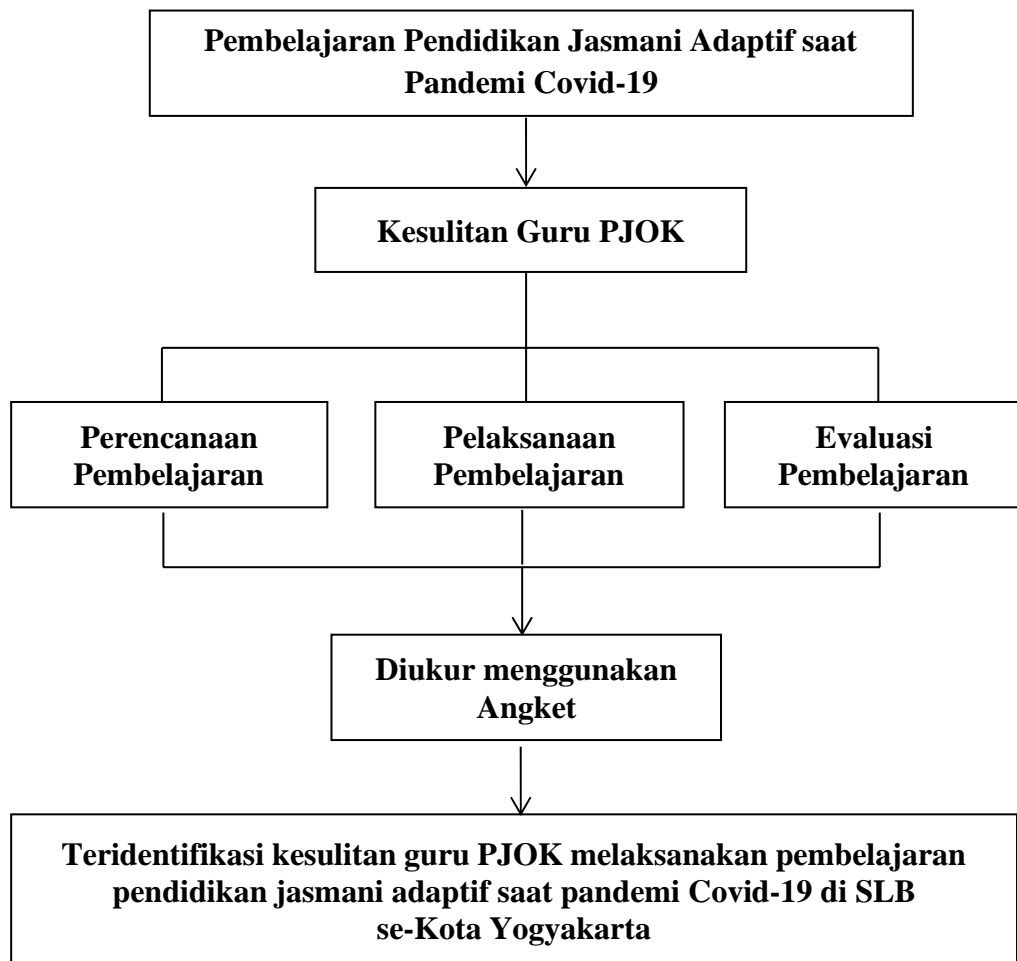 Pembelajaran Pendidikan Jasmani Adaptif saat
Pandemi Covid-19
Kesulitan Guru PJOK
Perencanaan
Pembelajaran
Pelaksanaan
Pembelajaran
Evaluasi
Pembelajaran
Diukur menggunakan
Angket
Teridentifikasi kesulitan guru PJOK melaksanakan pembelajaran
pendidikan jasmani adaptif saat pandemi Covid-19 di SLB
se-Kota Yogyakarta